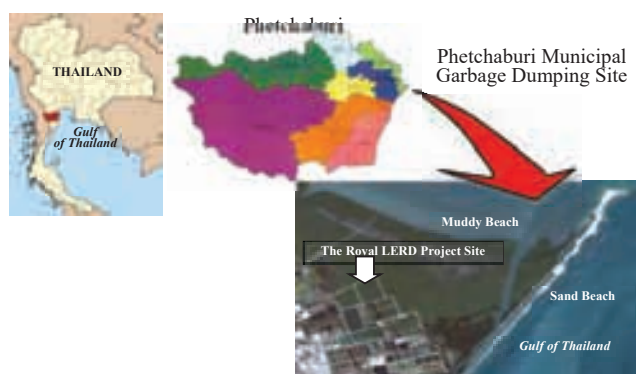 Phetchaburi
THAILAND
Gulf
of Thailand
Phetchaburi Municipal
Garbage Dumping Site
Muddy Beach
The Royal LERD Project Site
Sand Beach
Gulf of Thailand